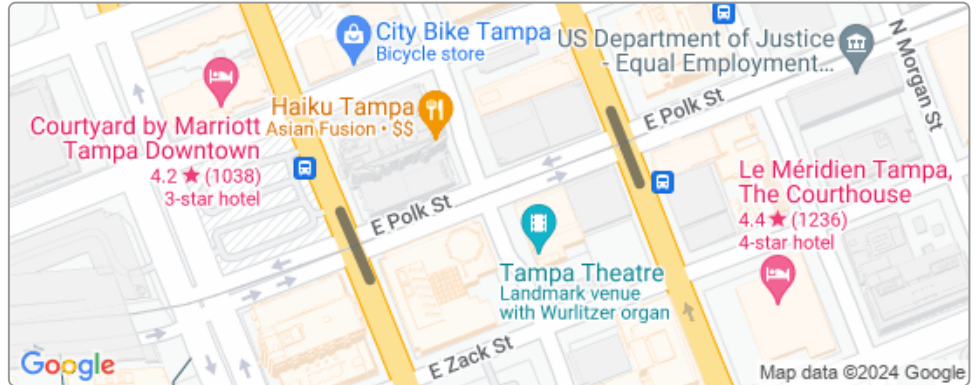 City Bike Tampa
Bicycle store
US Department of Justice
- Equal Employment...
N Morgan St
Haiku Tampa
Asian Fusion • $$
E Polk St
Courtyard by Marriott
Tampa Downtown
4.2 ★ (1038)
3-star hotel
Le Méridien Tampa,
The Courthouse
4.4 ★ (1236)
4-star hotel
E Polk St
Tampa Theatre
Landmark venue
with Wurlitzer organ
E Zack St
Google
Map data ©2024 Google